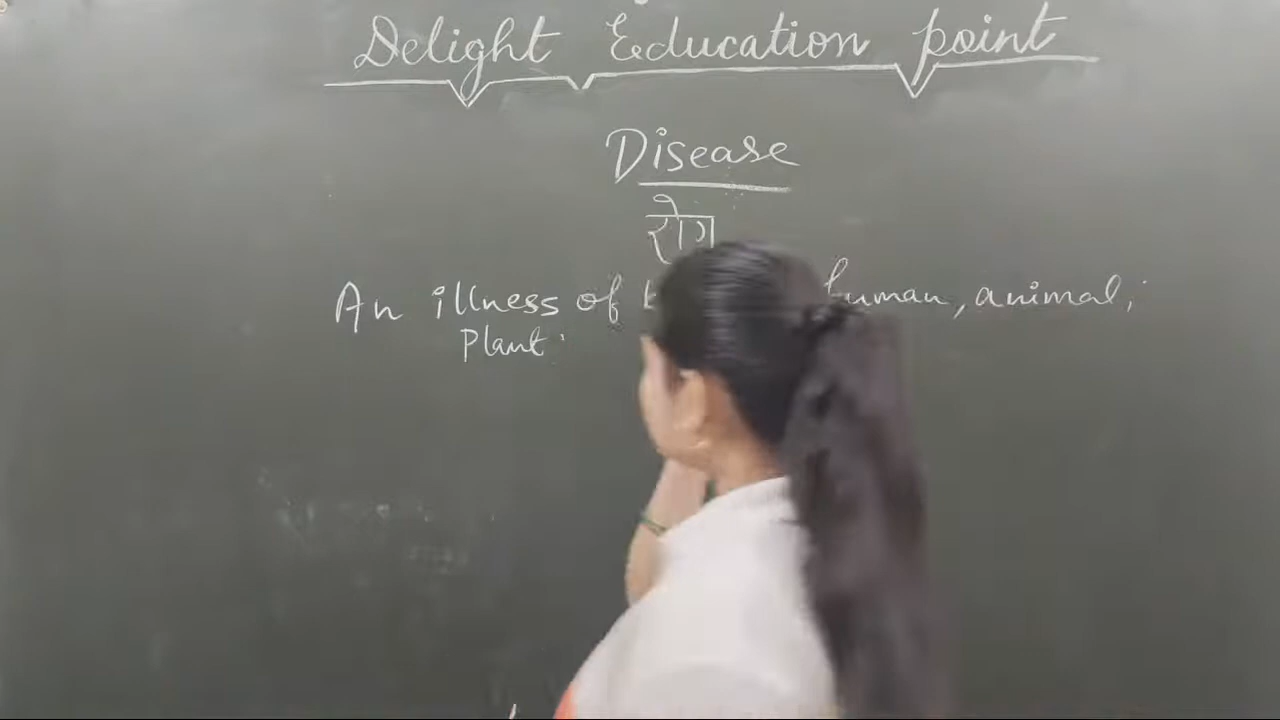 Delight Education point
Disease
रोग
An illness of human, animal,
Plant.